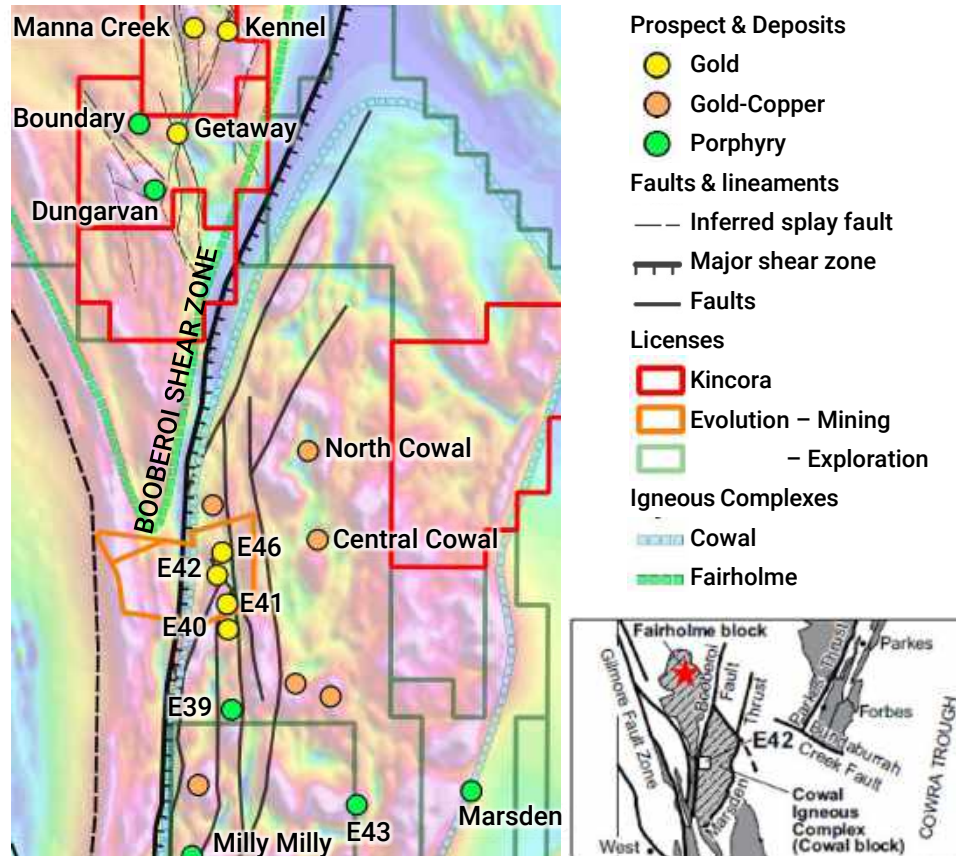 Manna Creek
Kennel
Boundary
Getaway
Dungarvan
BOOBEROI SHEAR ZONE
North Cowal
Central Cowal
E46
E42
E41
E40
E39
E43
Marsden
Milly Milly
Prospect & Deposits
Gold
Gold-Copper
Porphyry
Faults & lineaments
Inferred splay fault
Major shear zone
Faults
Licenses
Kincora
Evolution – Mining
– Exploration
Igneous Complexes
Cowal
Fairholme
Fairholme block
Gilmore Fault Zone
Booberoi
Fault
Thrust
Parkes Thrust
Parkes
Forbes
E42
Bundaburrah
Creek Fault
COWRA TROUGH
Marsden
Cowal
Igneous
Complex
(Cowal block)
West